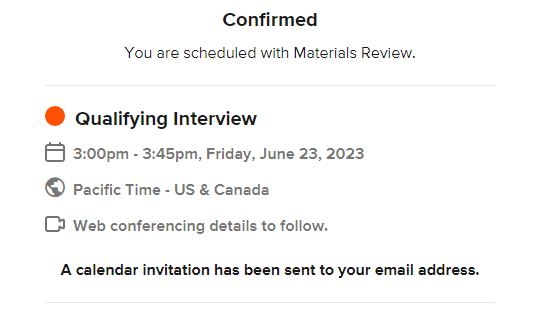 Confirmed
You are scheduled with Materials Review.
Qualifying Interview
3:00pm - 3:45pm, Friday, June 23, 2023
Pacific Time - US & Canada
Web conferencing details to follow.
A calendar invitation has been sent to your email address.